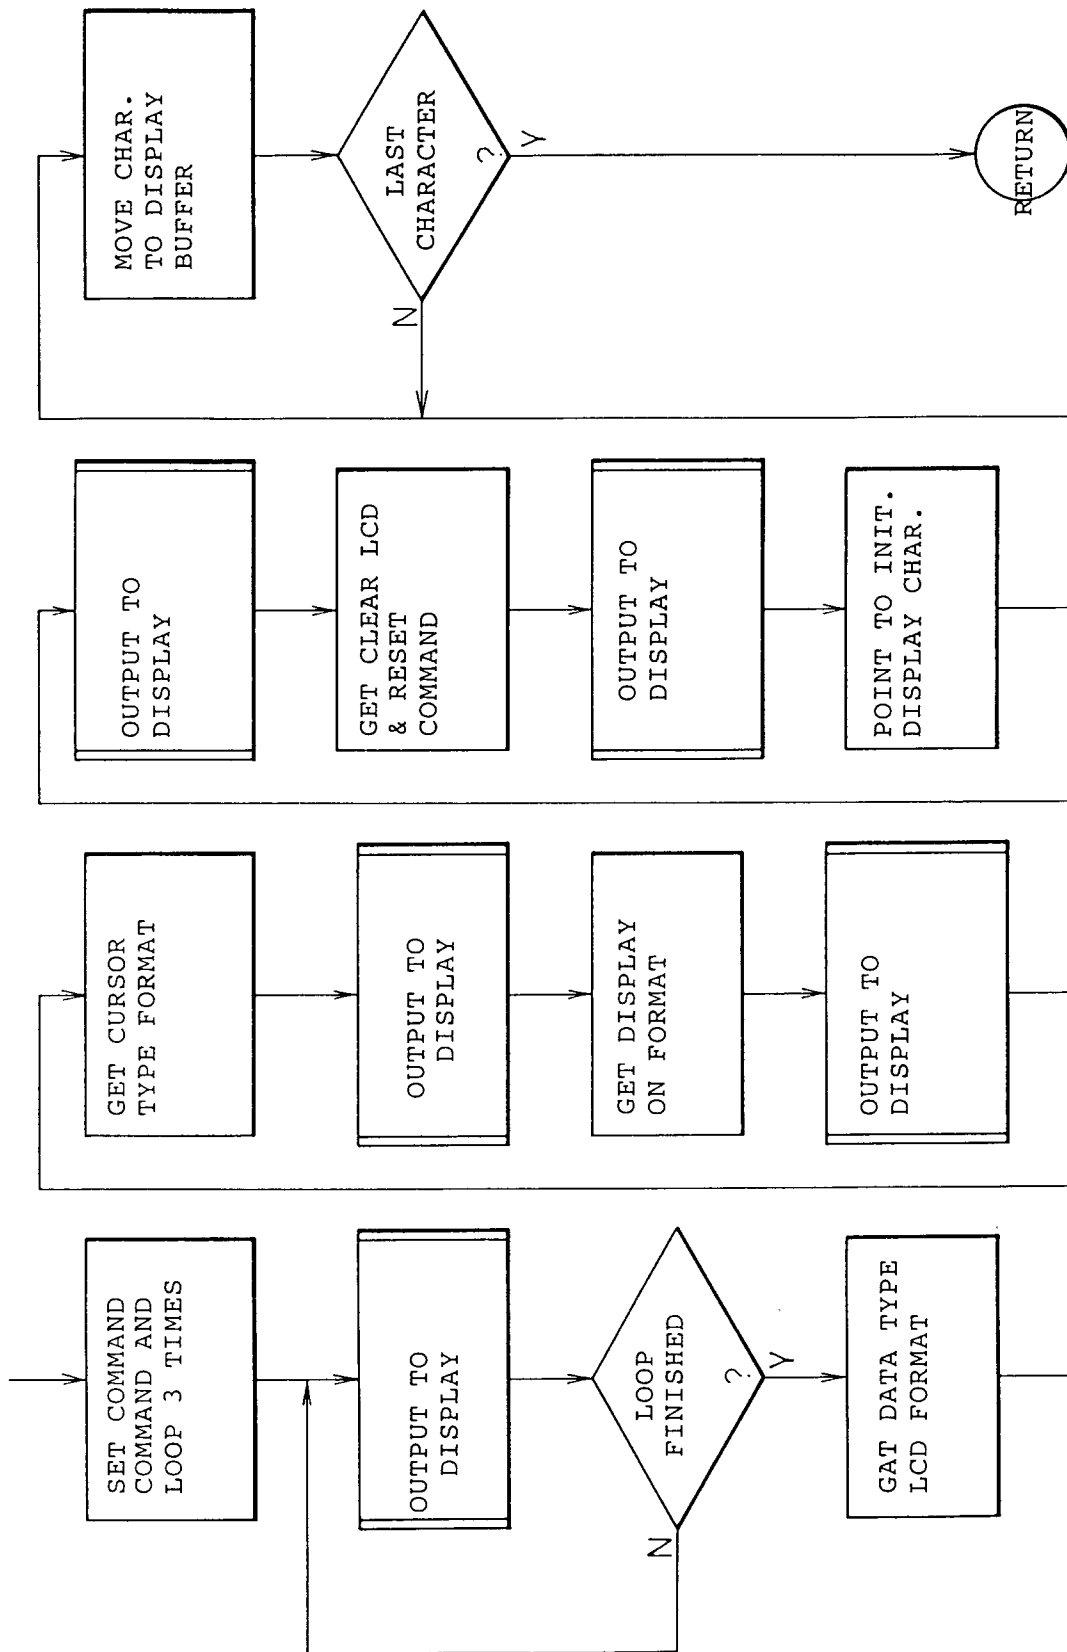 SET COMMAND
COMMAND AND
LOOP 3 TIMES
OUTPUT TO
DISPLAY
LOOP
FINISHED
?
N
Y
GAT DATA TYPE
LCD FORMAT
GET CURSOR
TYPE FORMAT
OUTPUT TO
DISPLAY
GET DISPLAY
ON FORMAT
OUTPUT TO
DISPLAY
OUTPUT TO
DISPLAY
GET CLEAR LCD
& RESET
COMMAND
OUTPUT TO
DISPLAY
POINT TO INIT.
DISPLAY CHAR.
MOVE CHAR.
TO DISPLAY
BUFFER
LAST
CHARACTER
?
N
Y
RETURN